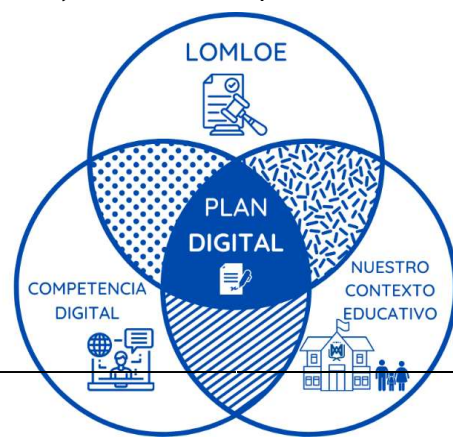 LOMLOE
PLAN
DIGITAL
COMPETENCIA
DIGITAL
NUESTRO
CONTEXTO
EDUCATIVO